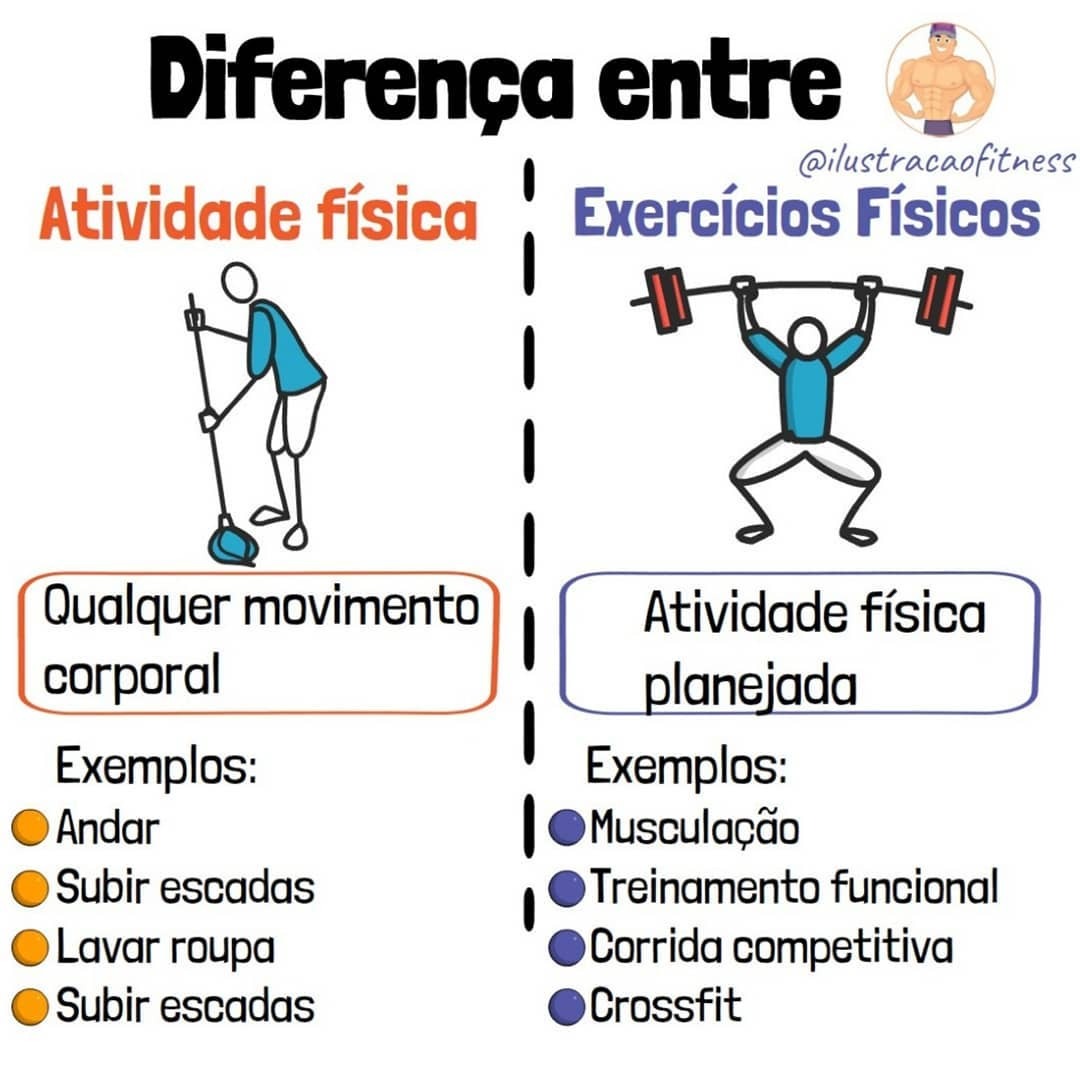 Diferença entre
@ilustracaofitness
Atividade física
Qualquer movimento
corporal
Exemplos:
Andar
Subir escadas
Lavar roupa
Subir escadas
Exercícios Físicos
Atividade física
planejada
Exemplos:
Musculação
Treinamento funcional
Corrida competitiva
Crossfit